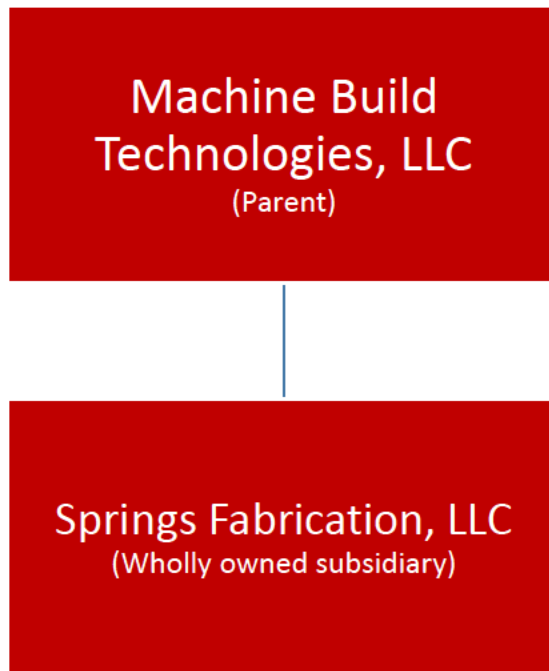 Machine Build
Technologies, LLC
(Parent)
Springs Fabrication, LLC
(Wholly owned subsidiary)